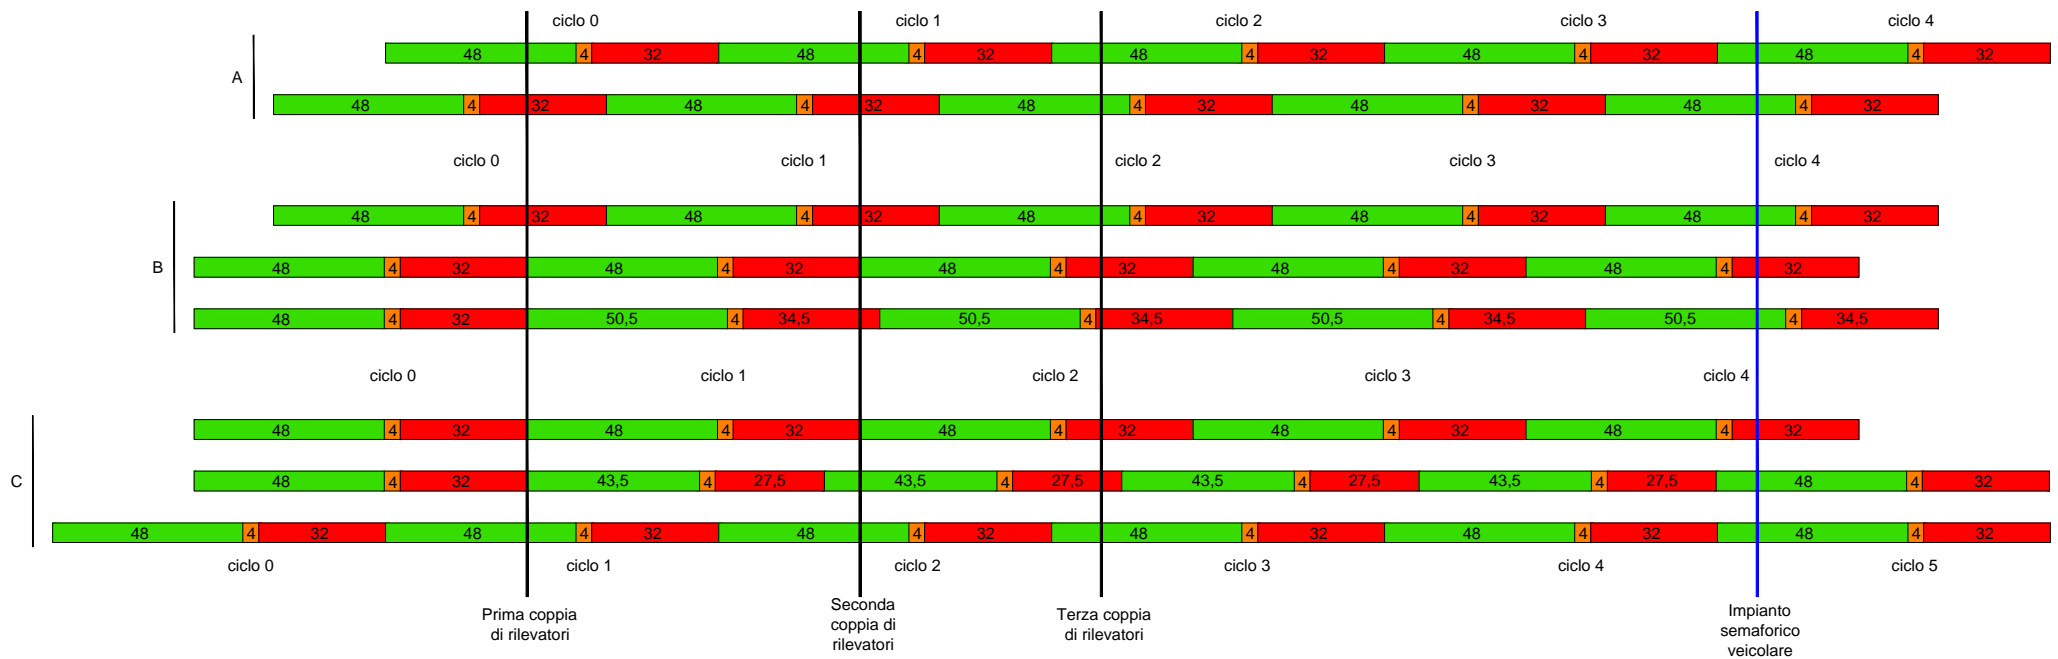 ciclo 0 ciclo 1 ciclo 2 ciclo 3 ciclo 4
48 4 32 48 4 32 48 4 32 48 4 32 48 4 32
A
48 4 32 48 4 32 48 4 32 48 4 32 48 4 32
ciclo 0 ciclo 1 ciclo 2 ciclo 3 ciclo 4
48 4 32 48 4 32 48 4 32 48 4 32 48 4 32
B
48 4 32 48 4 32 48 4 32 48 4 32 48 4 32
48 4 32 50,5 4 34,5 50,5 4 34,5 50,5 4 34,5 50,5 4 34,5
ciclo 0 ciclo 1 ciclo 2 ciclo 3 ciclo 4
48 4 32 48 4 32 48 4 32 48 4 32 48 4 32
C
48 4 32 43,5 4 27,5 43,5 4 27,5 43,5 4 27,5 43,5 4 27,5 48 4 32
48 4 32 48 4 32 48 4 32 48 4 32 48 4 32 48 4 32
ciclo 0 ciclo 1 ciclo 2 ciclo 3 ciclo 4 ciclo 5
Prima coppia
di rilevatori
Seconda
coppia di
rilevatori
Terza coppia
di rilevatori
Impianto
semaforico
veicolare